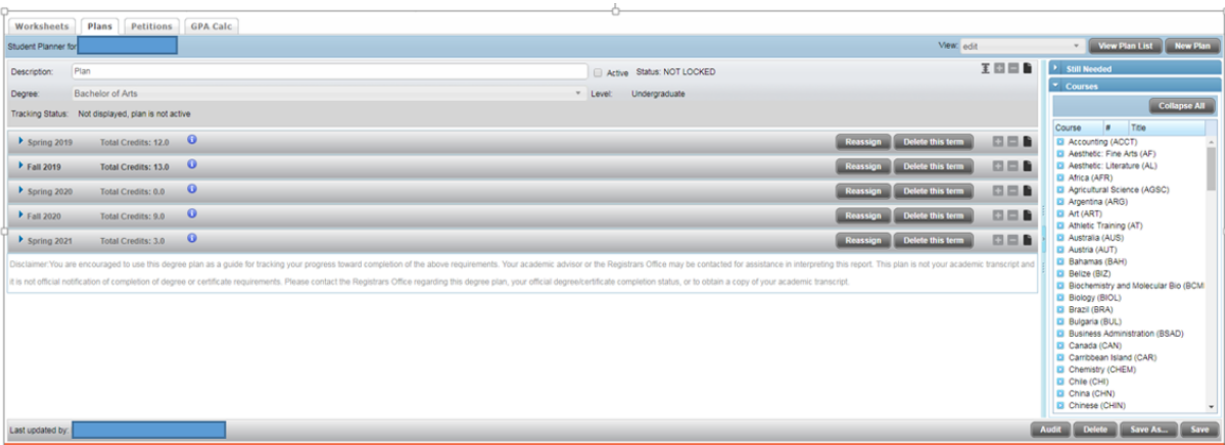 Worksheets Plans Petitions GPA Calc
Student Planner for
View: edit View Plan List New Plan
Description: Plan Active Status: NOT LOCKED
Degree: Bachelor of Arts Level: Undergraduate
Tracking Status: Not displayed, plan is not active
Spring 2019 Total Credits: 12.0 Reassign Delete this term
Fall 2019 Total Credits: 13.0 Reassign Delete this term
Spring 2020 Total Credits: 0.0 Reassign Delete this term
Fall 2020 Total Credits: 9.0 Reassign Delete this term
Spring 2021 Total Credits: 3.0 Reassign Delete this term
Disclaimer:You are encouraged to use this degree plan as a guide for tracking your progress toward completion of the above requirements. Your academic advisor or the Registrars Office may be contacted for assistance in interpreting this report. This plan is not your academic transcript and
it is not official notification of completion of degree or certificate requirements. Please contact the Registrars Office regarding this degree plan, your official degree/certificate completion status, or to obtain a copy of your academic transcript.
Still Needed
Courses
Collapse All
Course # Title
Accounting (ACCT)
Aesthetic: Fine Arts (AF)
Aesthetic: Literature (AL)
Africa (AFR)
Agricultural Science (AGSC)
Argentina (ARG)
Art (ART)
Athletic Training (AT)
Australia (AUS)
Austria (AUT)
Bahamas (BAH)
Belize (BIZ)
Biochemistry and Molecular Bio (BCM
Biology (BIOL)
Brazil (BRA)
Bulgaria (BUL)
Business Administration (BSAD)
Canada (CAN)
Carribbean Island (CAR)
Chemistry (CHEM)
Chile (CHI)
China (CHN)
Chinese (CHIN)
Last updated by:
Audit Delete Save As... Save